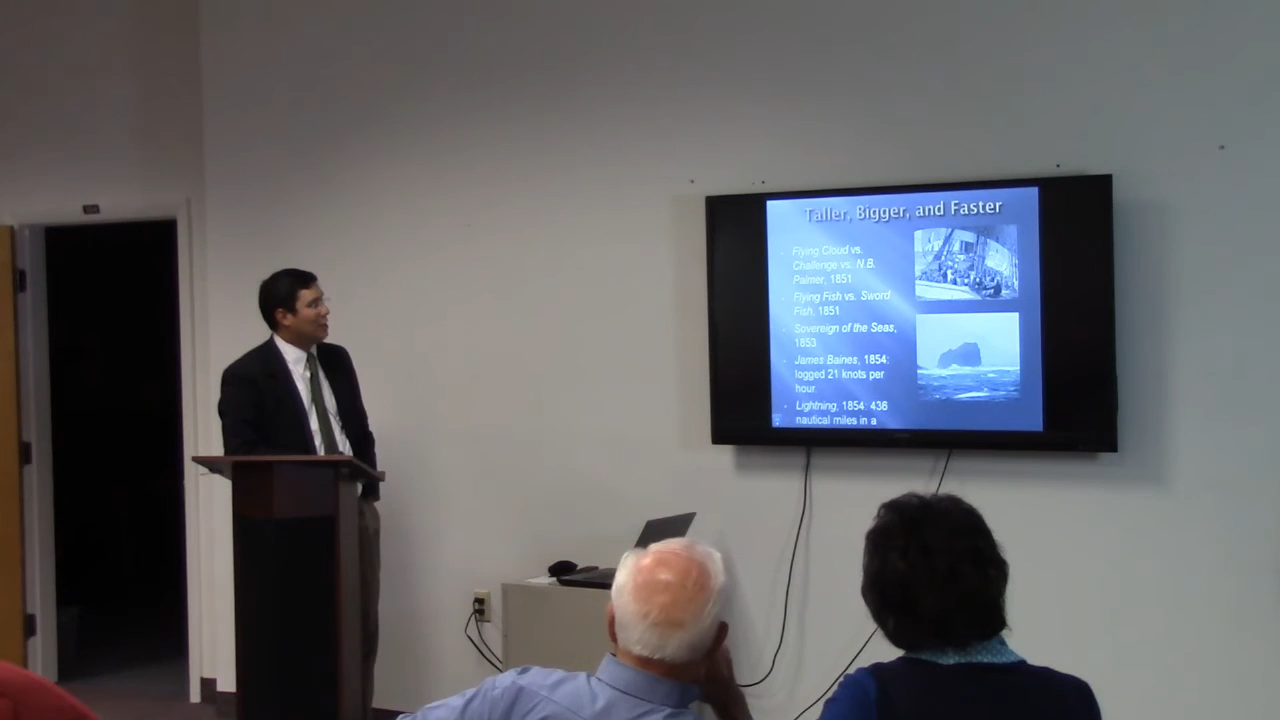 Taller, Bigger, and Faster
Flying Cloud vs.
Challenge vs. N.B.
Palmer, 1851
Flying Fish vs. Sword
Fish, 1851
Sovereign of the Seas,
1853
James Baines, 1854:
logged 21 knots per
hour
Lightning, 1854: 436
nautical miles in a